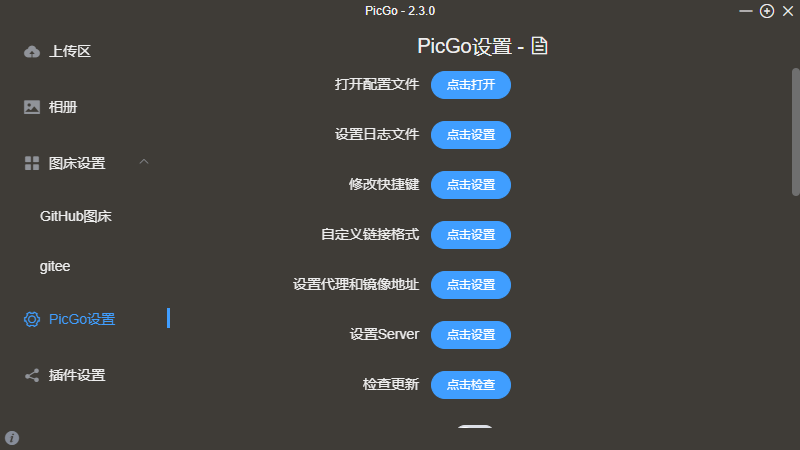 PicGo - 2.3.0
上传区
相册
图床设置
GitHub图床
gitee
PicGo设置
插件设置
PicGo设置 -
打开配置文件 点击打开
设置日志文件 点击设置
修改快捷键 点击设置
自定义链接格式 点击设置
设置代理和镜像地址 点击设置
设置Server 点击设置
检查更新 点击检查